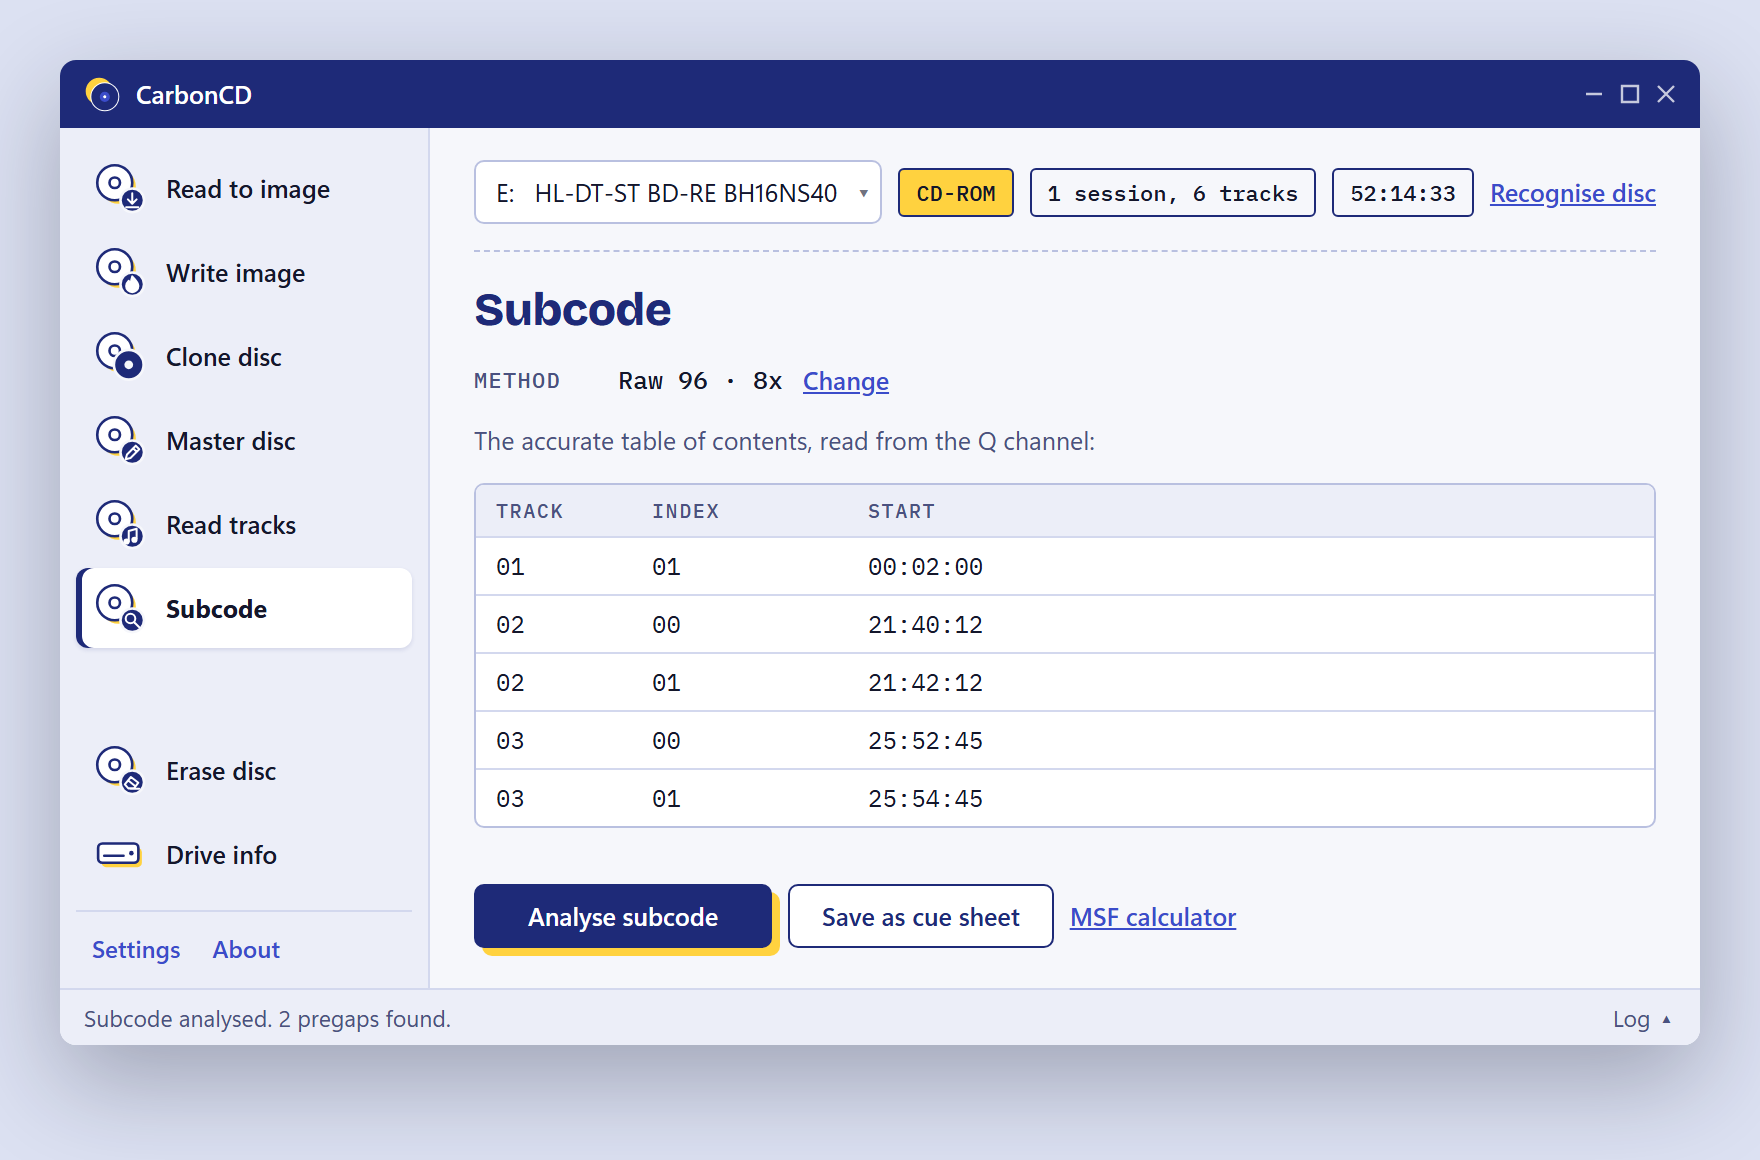 CarbonCD
Read to image
Write image
Clone disc
Master disc
Read tracks
Subcode
Erase disc
Drive info
Settings About
E: HL-DT-ST BD-RE BH16NS40 CD-ROM 1 session, 6 tracks 52:14:33 Recognise disc
Subcode
METHOD Raw 96 · 8x Change
The accurate table of contents, read from the Q channel:
TRACK INDEX START
01 01 00:02:00
02 00 21:40:12
02 01 21:42:12
03 00 25:52:45
03 01 25:54:45
Analyse subcode Save as cue sheet MSF calculator
Subcode analysed. 2 pregaps found. Log